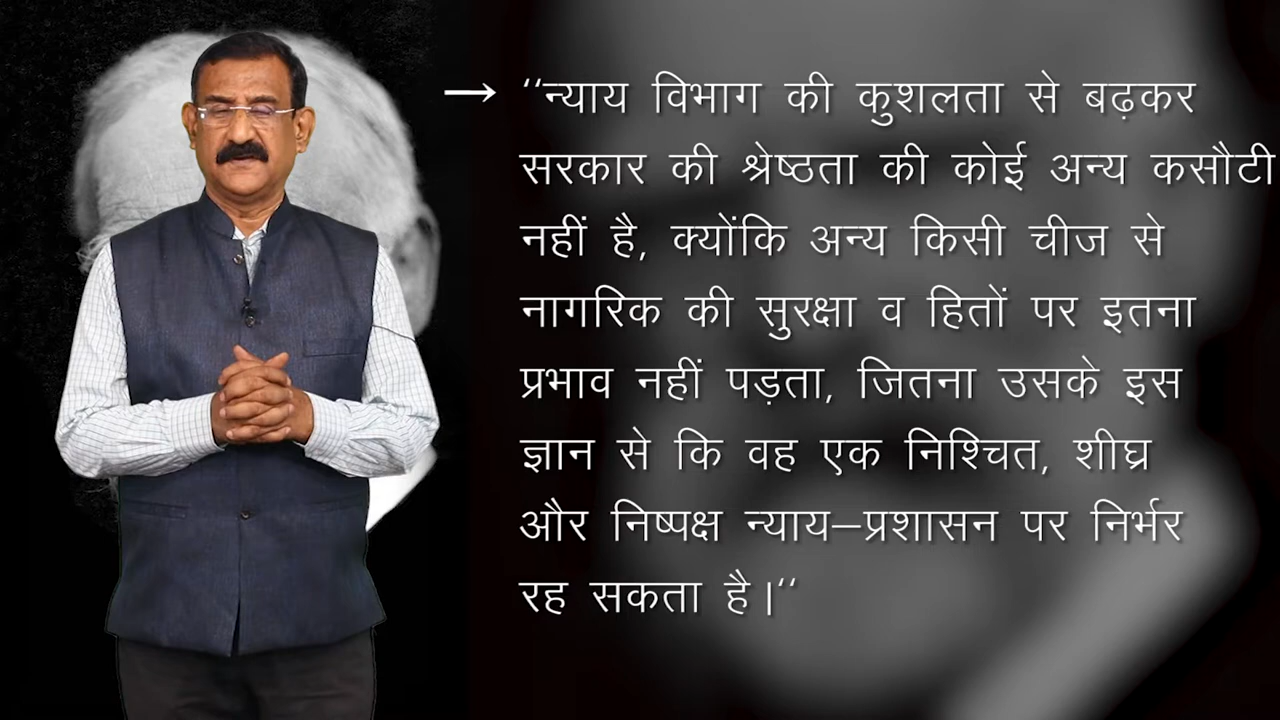 → ‘‘न्याय विभाग की कुशलता से बढ़कर
सरकार की श्रेष्ठता की कोई अन्य कसौटी
नहीं है, क्योंकि अन्य किसी चीज से
नागरिक की सुरक्षा व हितों पर इतना
प्रभाव नहीं पड़ता, जितना उसके इस
ज्ञान से कि वह एक निश्चित, शीघ्र
और निष्पक्ष न्याय–प्रशासन पर निर्भर
रह सकता है।‘‘